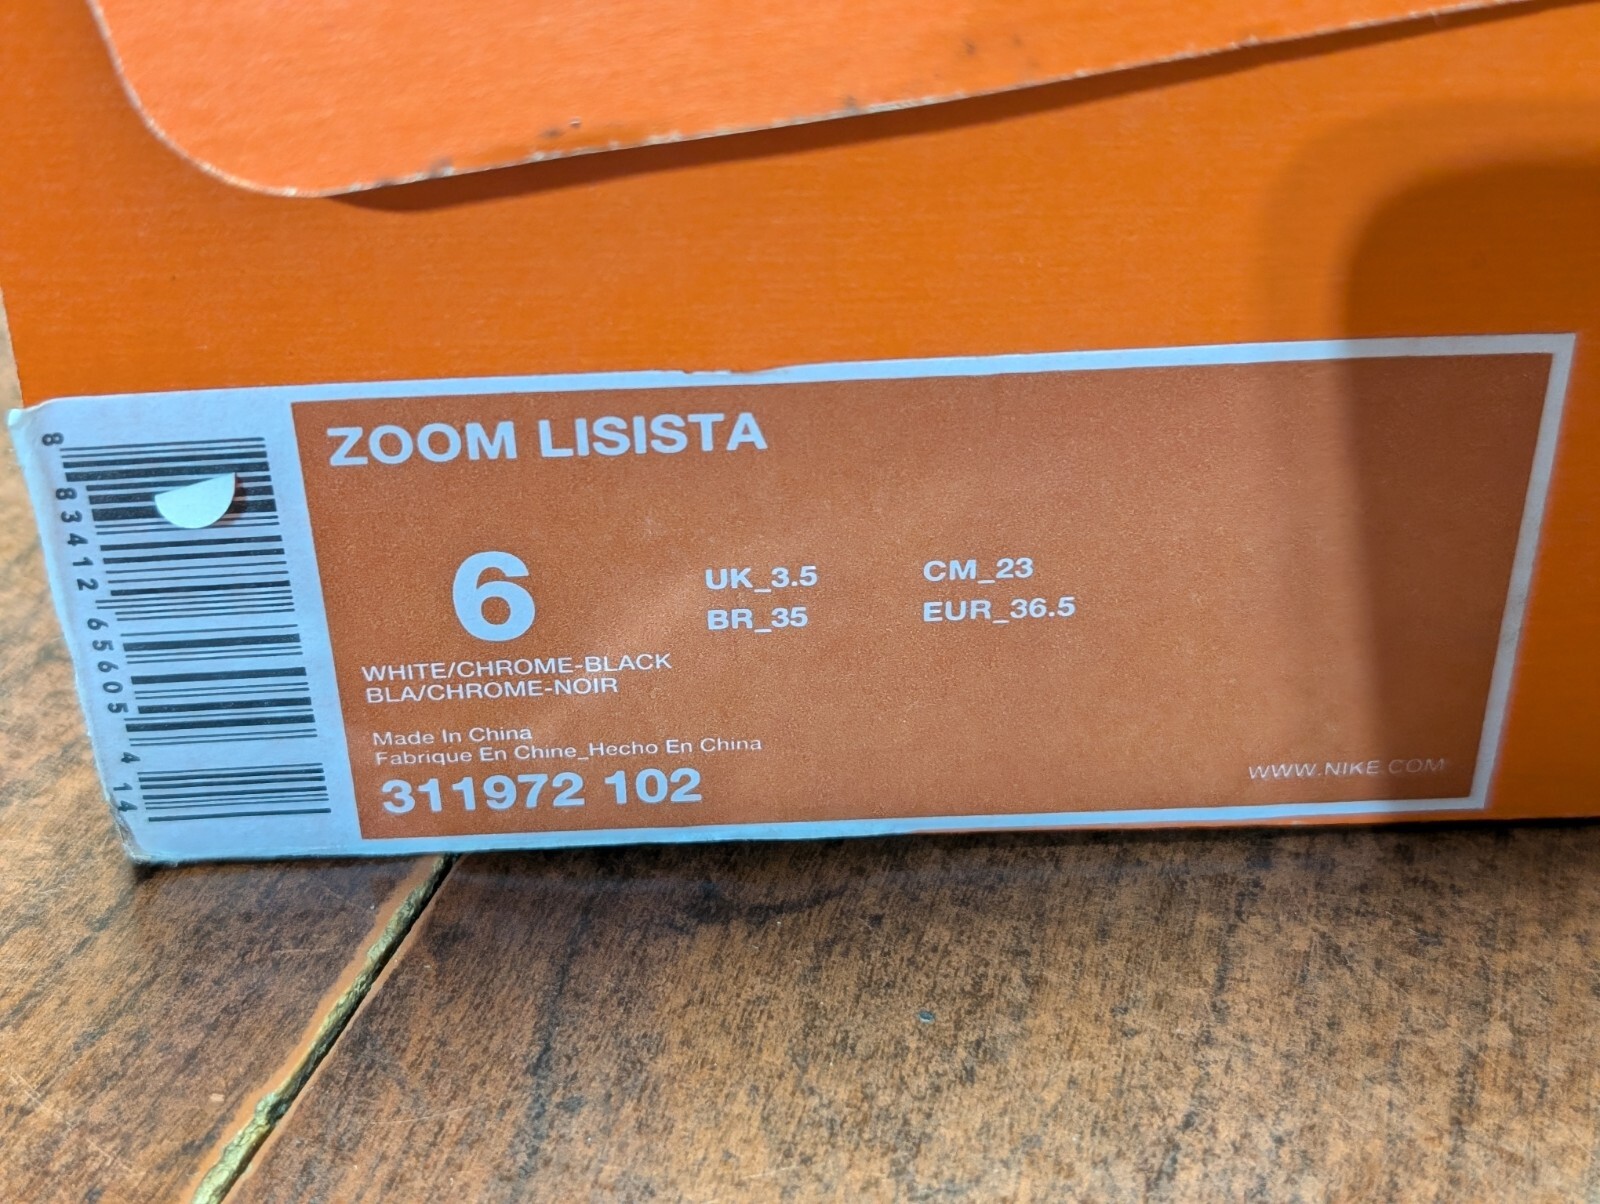 ZOOM LISISTA
6
UK_3.5
CM_23
BR_35
EUR_36.5
WHITE/CHROME-BLACK
BLA/CHROME-NOIR
Made In China
Fabrique En Chine_Hecho En China
311972 102
WWW.NIKE.COM
8 83412 65605 4 14